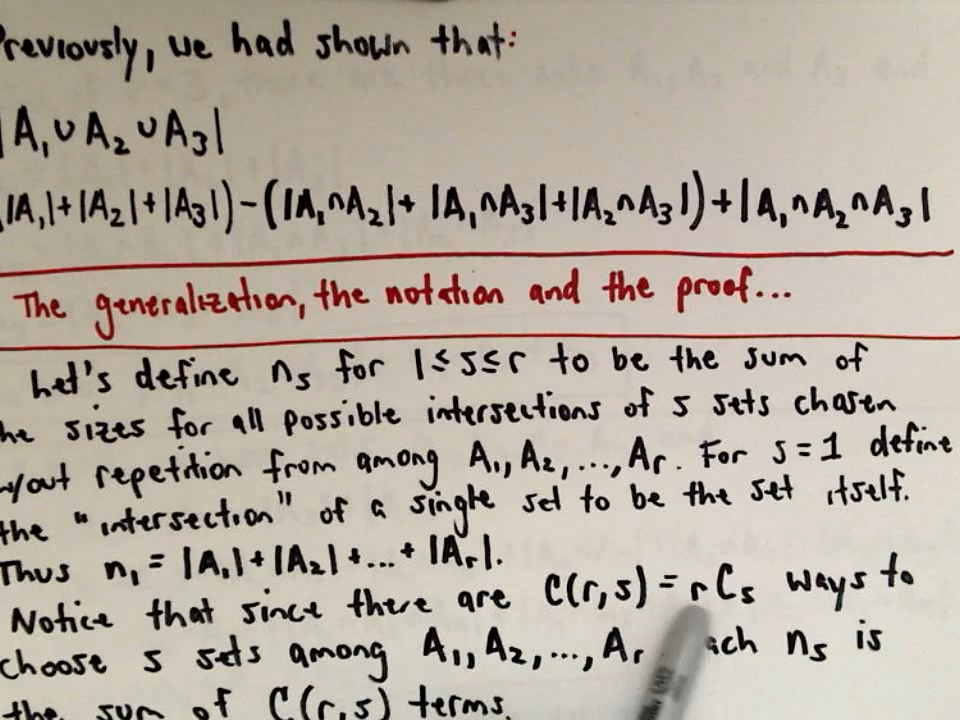 Previously, we had shown that:
|A₁∪A₂∪A₃|
(|A₁|+|A₂|+|A₃|)-(|A₁∩A₂|+|A₁∩A₃|+|A₂∩A₃|)+|A₁∩A₂∩A₃|
The generalization, the notation and the proof...
Let's define nₛ for 1≤s≤r to be the sum of
he sizes for all possible intersections of s sets chosen
w/out repetition from among A₁, A₂, ..., Aᵣ. For s=1 define
the "intersection" of a single set to be the set itself.
Thus n₁ = |A₁|+|A₂|+...+|Aᵣ|.
Notice that since there are C(r,s) = rCₛ ways to
choose s sets among A₁, A₂, ..., Aᵣ ach nₛ is
the sum of C(r,s) terms.